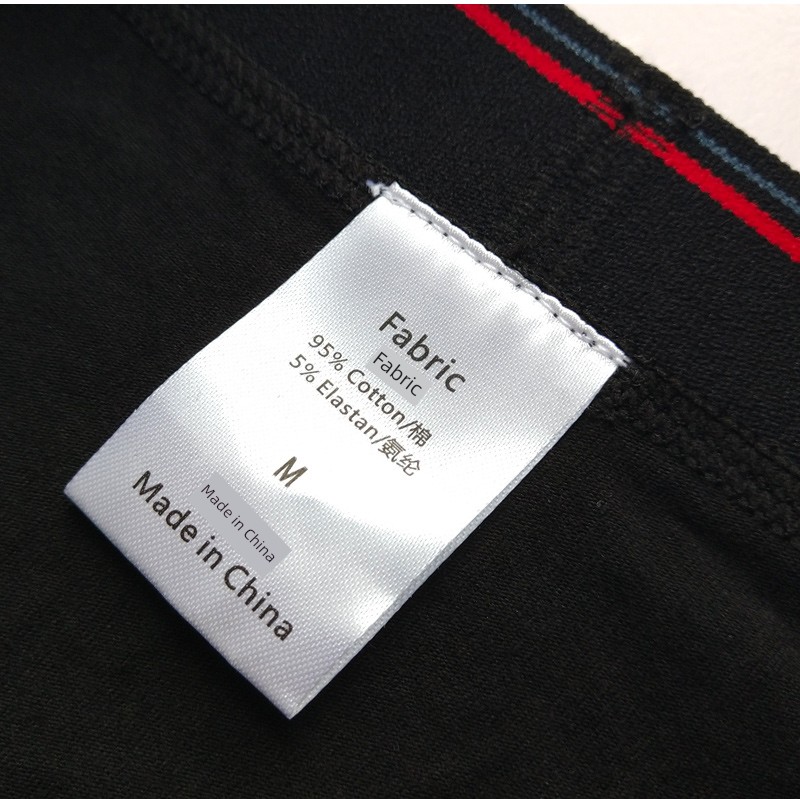 Fabric
Fabric
95% Cotton/棉
5% Elastan/氨纶
M
Made in China
Made in China